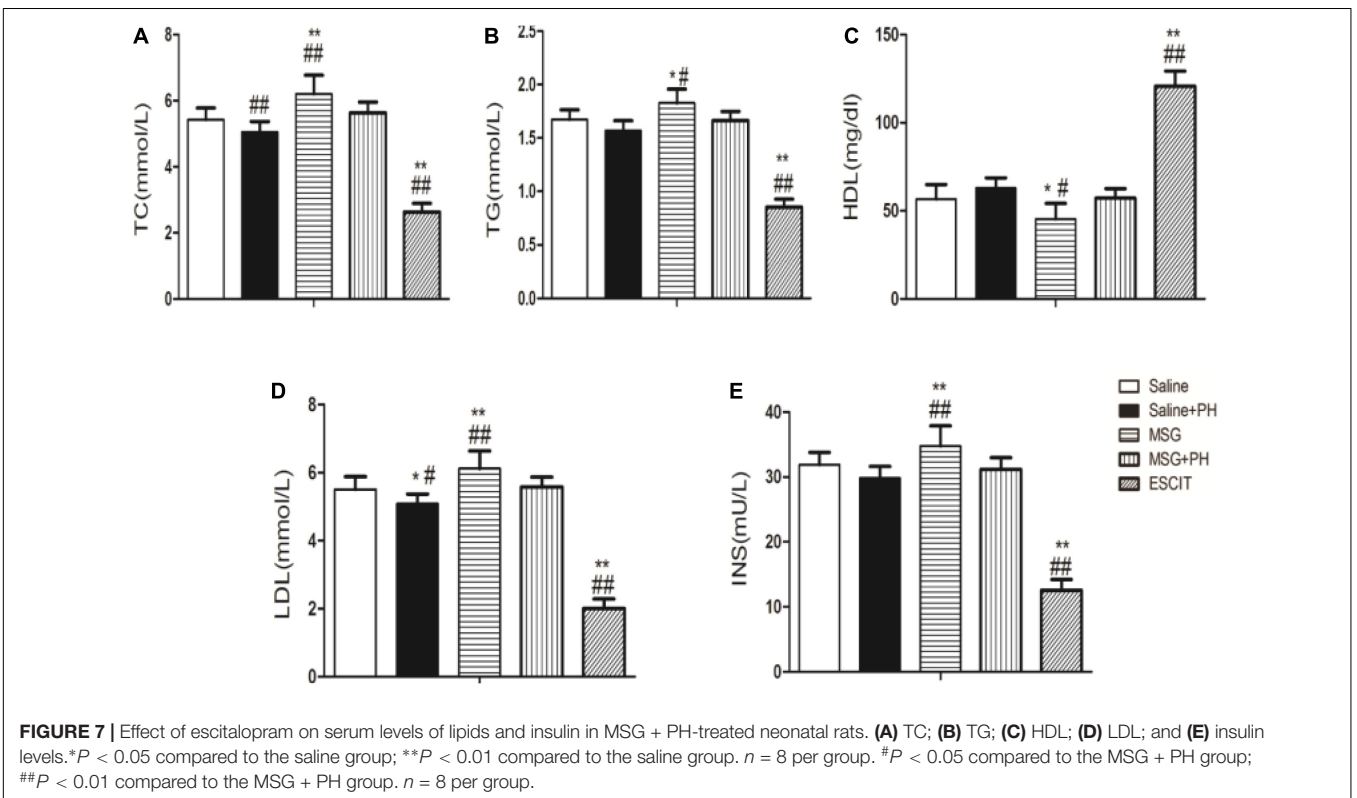 A
8
6
4
2
0
TC(mmol/L)
##
**
##
**
##
B
2.5
2.0
1.5
1.0
0.5
0.0
TG(mmol/L)
* #
**
##
C
150
100
50
0
HDL(mg/dl)
* #
**
##
D
8
6
4
2
0
LDL(mmol/L)
* #
**
##
**
##
E
40
30
20
10
0
INS(mU/L)
**
##
**
##
Saline
Saline+PH
MSG
MSG+PH
ESCIT
FIGURE 7 | Effect of escitalopram on serum levels of lipids and insulin in MSG + PH-treated neonatal rats. (A) TC; (B) TG; (C) HDL; (D) LDL; and (E) insulin
levels.*P < 0.05 compared to the saline group; **P < 0.01 compared to the saline group. n = 8 per group. #P < 0.05 compared to the MSG + PH group;
##P < 0.01 compared to the MSG + PH group. n = 8 per group.